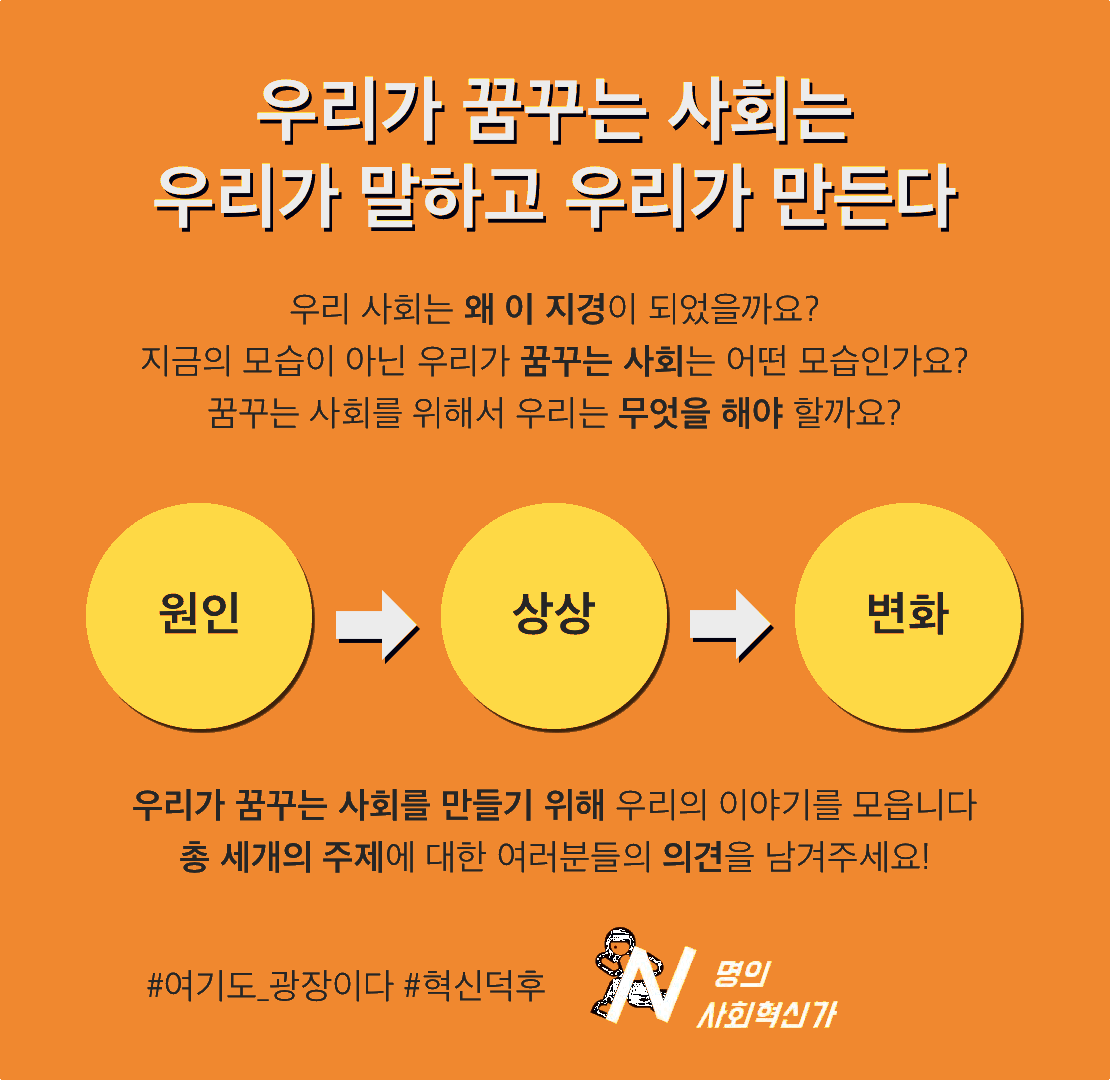 우리가 꿈꾸는 사회는
우리가 말하고 우리가 만든다
우리 사회는 왜 이 지경이 되었을까요?
지금의 모습이 아닌 우리가 꿈꾸는 사회는 어떤 모습인가요?
꿈꾸는 사회를 위해서 우리는 무엇을 해야 할까요?
원인
상상
변화
우리가 꿈꾸는 사회를 만들기 위해 우리의 이야기를 모읍니다
총 세개의 주제에 대한 여러분들의 의견을 남겨주세요!
#여기도_광장이다 #혁신덕후
N명의
사회혁신가